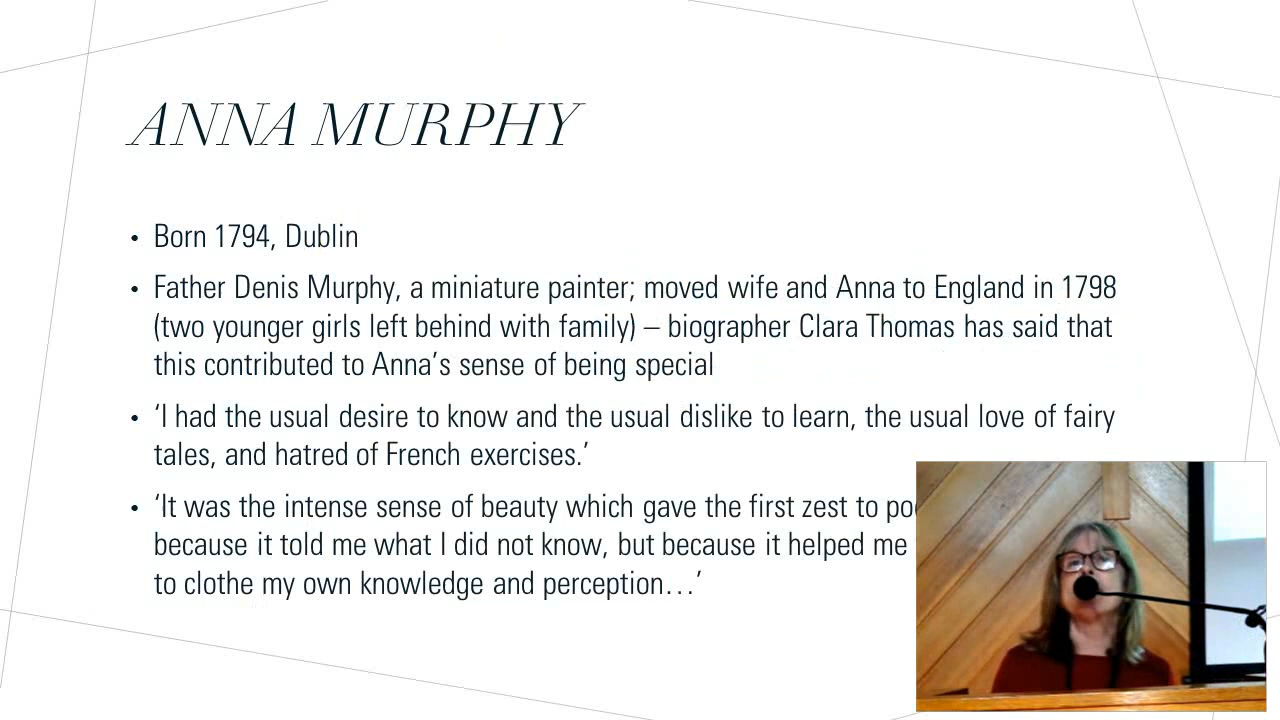 ANNA MURPHY
• Born 1794, Dublin
• Father Denis Murphy, a miniature painter; moved wife and Anna to England in 1798
(two younger girls left behind with family) – biographer Clara Thomas has said that
this contributed to Anna’s sense of being special
• ‘I had the usual desire to know and the usual dislike to learn, the usual love of fairy
tales, and hatred of French exercises.’
• ‘It was the intense sense of beauty which gave the first zest to
because it told me what I did not know, but because it helped me
to clothe my own knowledge and perception…’